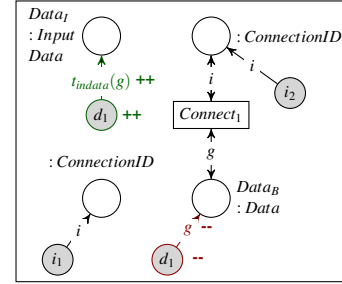 Data_I
: Input
Data
: ConnectionID
t_indata(g) ++
i
i
i_2
d_1 ++
Connect_1
g
: ConnectionID
Data_B
: Data
i
g --
i_1
d_1 --